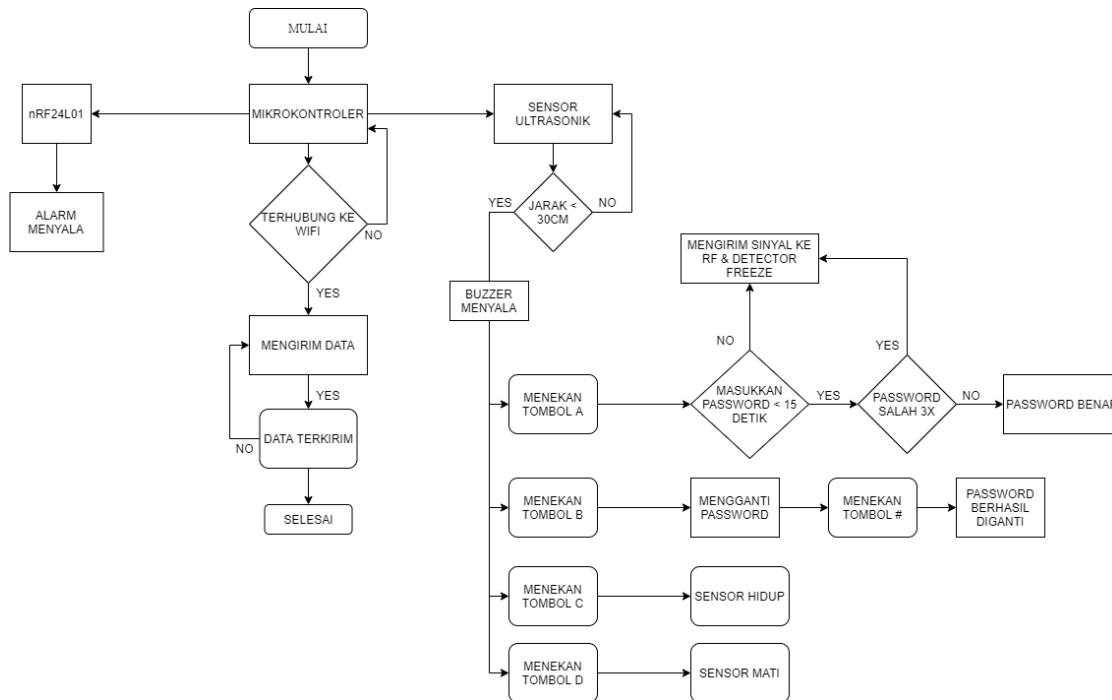 MULAI
nRF24L01
MIKROKONTROLER
SENSOR
ULTRASONIK
ALARM
MENYALA
TERHUBUNG KE
WIFI
NO
YES
JARAK <
30CM
NO
YES
MENGIRIM SINYAL KE
RF & DETECTOR
FREEZE
BUZZER
MENYALA
MENGIRIM DATA
YES
NO
DATA TERKIRIM
SELESAI
MENEKAN
TOMBOL A
NO
MASUKKAN
PASSWORD < 15
DETIK
YES
YES
PASSWORD
SALAH 3X
NO
PASSWORD BENAR
MENEKAN
TOMBOL B
MENGGANTI
PASSWORD
MENEKAN
TOMBOL #
PASSWORD
BERHASIL
DIGANTI
MENEKAN
TOMBOL C
SENSOR HIDUP
MENEKAN
TOMBOL D
SENSOR MATI